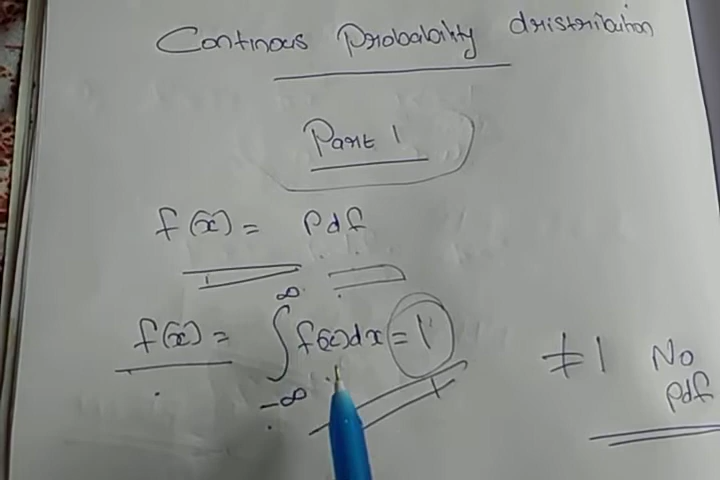 Continous Probability dristribution
Part 1
f(x) = Pdf
f(x) = ∫_{-∞}^{∞} f(x)dx = 1
≠ 1 No
pdf